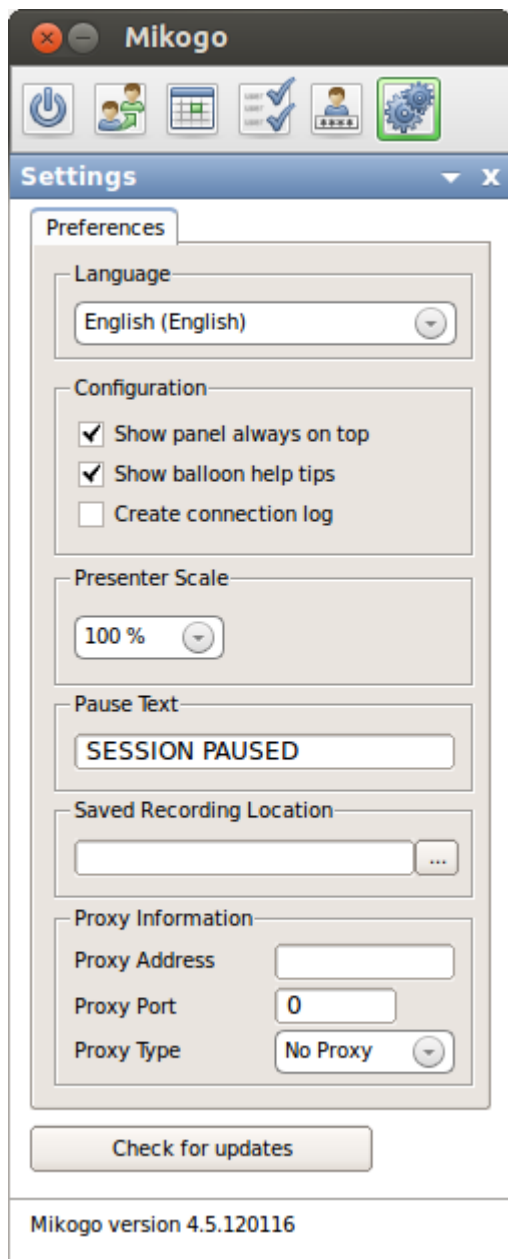 Mikogo
Settings
Preferences
Language
English (English)
Configuration
Show panel always on top
Show balloon help tips
Create connection log
Presenter Scale
100 %
Pause Text
SESSION PAUSED
Saved Recording Location
...
Proxy Information
Proxy Address
Proxy Port 0
Proxy Type No Proxy
Check for updates
Mikogo version 4.5.120116